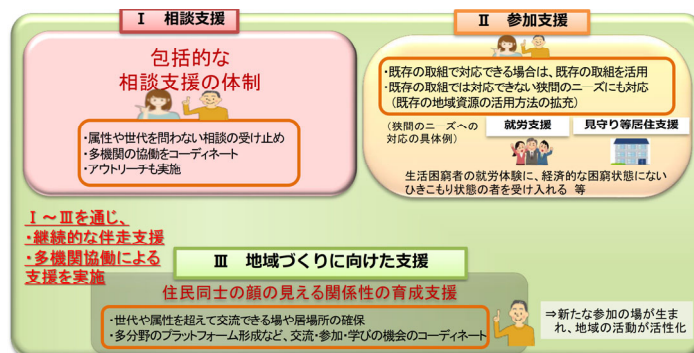 Ⅰ 相談支援
包括的な
相談支援の体制
・属性や世代を問わない相談の受け止め
・多機関の協働をコーディネート
・アウトリーチも実施
Ⅱ 参加支援
・既存の取組で対応できる場合は、既存の取組を活用
・既存の取組では対応できない狭間のニーズにも対応
(既存の地域資源の活用方法の拡充)
(狭間のニーズへの
対応の具体例)
就労支援
見守り等居住支援
生活困窮者の就労体験に、経済的な困窮状態にない
ひきこもり状態の者を受け入れる 等
Ⅰ～Ⅲを通じ、
・継続的な伴走支援
・多機関協働による
支援を実施
Ⅲ 地域づくりに向けた支援
住民同士の顔の見える関係性の育成支援
・世代や属性を超えて交流できる場や居場所の確保
・多分野のプラットフォーム形成など、交流・参加・学びの機会のコーディネート
⇒新たな参加の場が生ま
れ、地域の活動が活性化